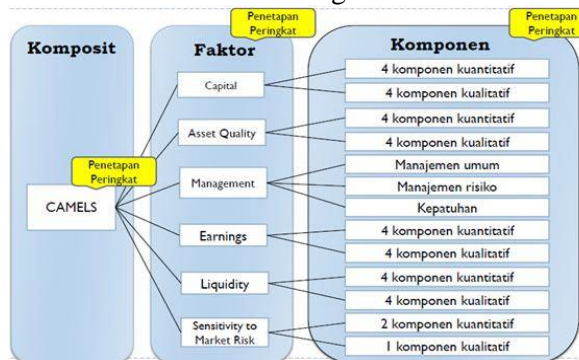 Penetapan
Peringkat
Penetapan
Peringkat
Komposit
Faktor
Komponen
Capital
4 komponen kuantitatif
4 komponen kualitatif
Asset Quality
4 komponen kuantitatif
4 komponen kualitatif
Penetapan
Peringkat
CAMELS
Management
Manajemen umum
Manajemen risiko
Kepatuhan
Earnings
4 komponen kuantitatif
4 komponen kualitatif
Liquidity
4 komponen kuantitatif
4 komponen kualitatif
Sensitivity to
Market Risk
2 komponen kuantitatif
1 komponen kualitatif